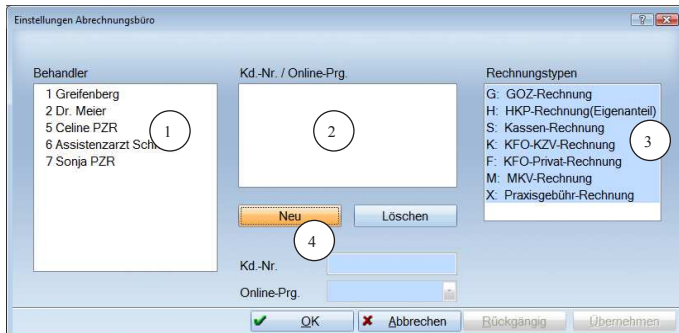 Einstellungen Abrechnungsbüro
Behandler
1 Greifenberg
2 Dr. Meier
5 Celine PZR
6 Assistenzarzt
7 Sonja PZR
1
Kd.-Nr. / Online-Prg.
2
Neu
Löschen
4
Kd.-Nr.
Online-Prg.
Rechnungstypen
G: GOZ-Rechnung
H: HKP-Rechnung(Eigenanteil)
S: Kassen-Rechnung
K: KFO-KZV-Rechnung
F: KFO-Privat-Rechnung
M: MKV-Rechnung
X: Praxisgebühr-Rechnung
3
OK
Abbrechen
Rückgängig
Übernehmen